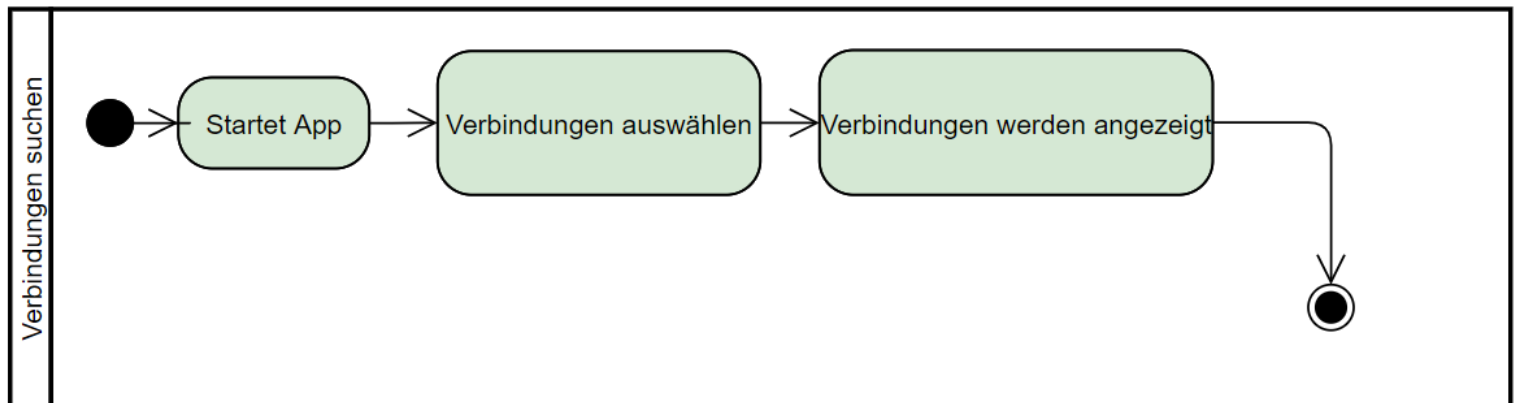 Verbindungen suchen
Startet App
Verbindungen auswählen
Verbindungen werden angezeigt